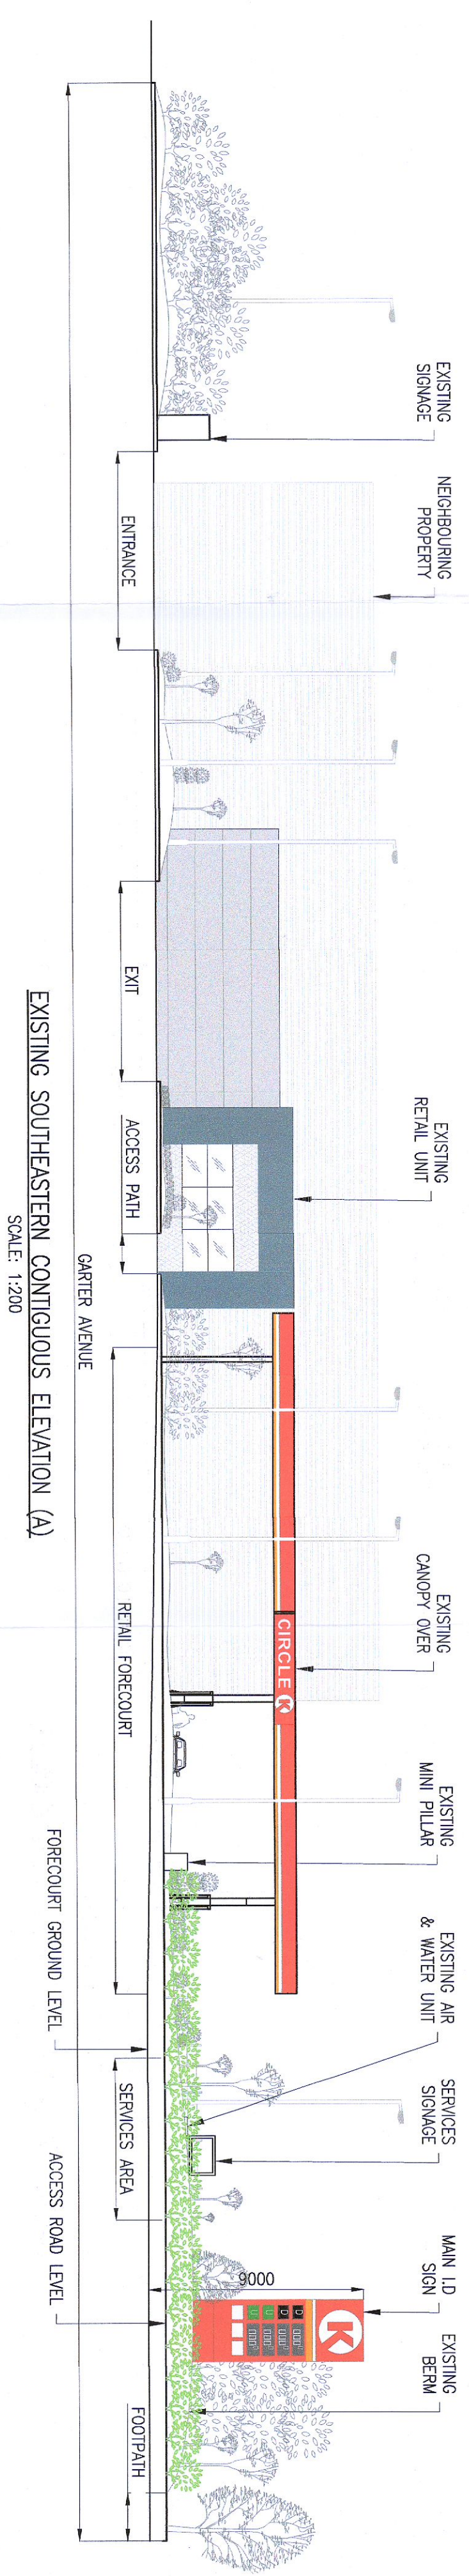 EXISTING
SIGNAGE
NEIGHBOURING
PROPERTY
EXISTING
RETAIL UNIT
EXISTING
CANOPY OVER
EXISTING
MINI PILLAR
EXISTING AIR
& WATER UNIT
SERVICES
SIGNAGE
MAIN I.D
SIGN
EXISTING
BERM
CIRCLE K
K
9000
D
D
U
U
ENTRANCE
EXIT
ACCESS PATH
RETAIL FORECOURT
SERVICES AREA
FOOTPATH
GARTER AVENUE
FORECOURT GROUND LEVEL
ACCESS ROAD LEVEL
EXISTING SOUTHEASTERN CONTIGUOUS ELEVATION (A)
SCALE: 1:200